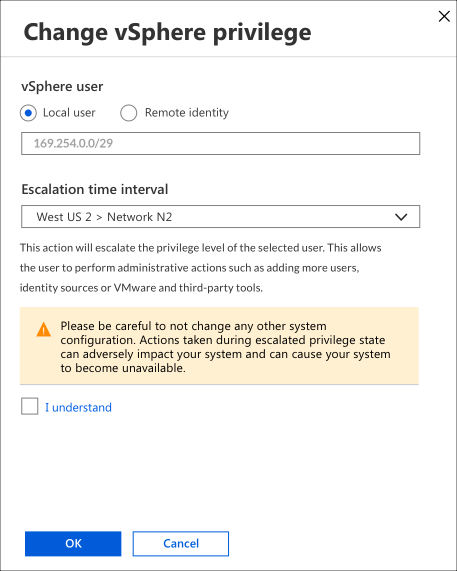 Change vSphere privilege
vSphere user
Local user
Remote identity
169.254.0.0/29
Escalation time interval
West US 2 > Network N2
This action will escalate the privilege level of the selected user. This allows
the user to perform administrative actions such as adding more users,
identity sources or VMware and third-party tools.
Please be careful to not change any other system
configuration. Actions taken during escalated privilege state
can adversely impact your system and can cause your system
to become unavailable.
I understand
OK
Cancel